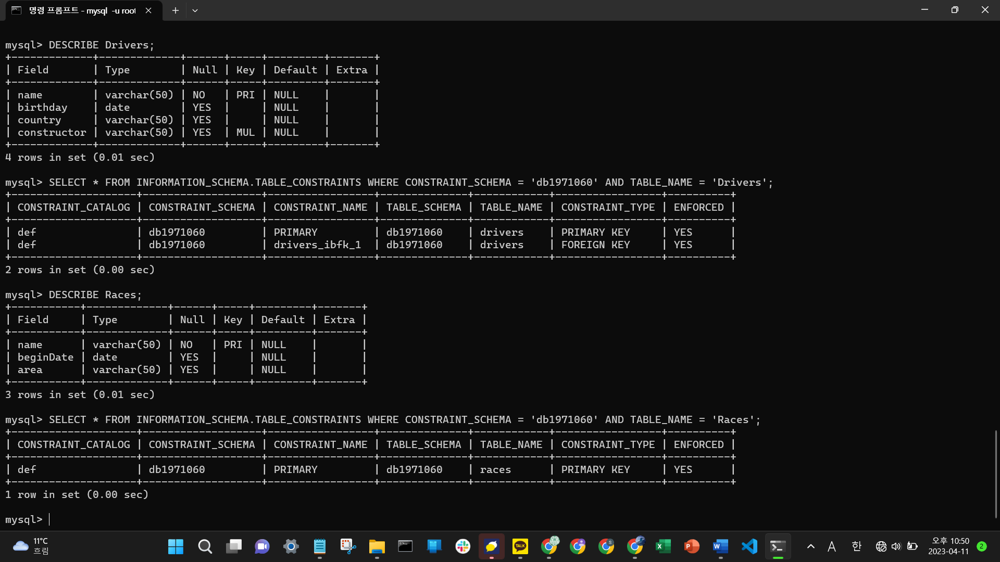 명령 프롬프트 - mysql -u root
mysql> DESCRIBE Drivers;
+-------------+-------------+------+-----+---------+-------+
| Field       | Type        | Null | Key | Default | Extra |
+-------------+-------------+------+-----+---------+-------+
| name        | varchar(50) | NO   | PRI | NULL    |       |
| birthday    | date        | YES  |     | NULL    |       |
| country     | varchar(50) | YES  |     | NULL    |       |
| constructor | varchar(50) | YES  | MUL | NULL    |       |
+-------------+-------------+------+-----+---------+-------+
4 rows in set (0.01 sec)
mysql> SELECT * FROM INFORMATION_SCHEMA.TABLE_CONSTRAINTS WHERE CONSTRAINT_SCHEMA = 'db1971060' AND TABLE_NAME = 'Drivers';
+--------------------+-------------------+-----------------+--------------+------------+-----------------+----------+
| CONSTRAINT_CATALOG | CONSTRAINT_SCHEMA | CONSTRAINT_NAME | TABLE_SCHEMA | TABLE_NAME | CONSTRAINT_TYPE | ENFORCED |
+--------------------+-------------------+-----------------+--------------+------------+-----------------+----------+
| def                | db1971060         | PRIMARY         | db1971060    | drivers    | PRIMARY KEY     | YES      |
| def                | db1971060         | drivers_ibfk_1  | db1971060    | drivers    | FOREIGN KEY     | YES      |
+--------------------+-------------------+-----------------+--------------+------------+-----------------+----------+
2 rows in set (0.00 sec)
mysql> DESCRIBE Races;
+-----------+-------------+------+-----+---------+-------+
| Field     | Type        | Null | Key | Default | Extra |
+-----------+-------------+------+-----+---------+-------+
| name      | varchar(50) | NO   | PRI | NULL    |       |
| beginDate | date        | YES  |     | NULL    |       |
| area      | varchar(50) | YES  |     | NULL    |       |
+-----------+-------------+------+-----+---------+-------+
3 rows in set (0.01 sec)
mysql> SELECT * FROM INFORMATION_SCHEMA.TABLE_CONSTRAINTS WHERE CONSTRAINT_SCHEMA = 'db1971060' AND TABLE_NAME = 'Races';
+--------------------+-------------------+-----------------+--------------+------------+-----------------+----------+
| CONSTRAINT_CATALOG | CONSTRAINT_SCHEMA | CONSTRAINT_NAME | TABLE_SCHEMA | TABLE_NAME | CONSTRAINT_TYPE | ENFORCED |
+--------------------+-------------------+-----------------+--------------+------------+-----------------+----------+
| def                | db1971060         | PRIMARY         | db1971060    | races      | PRIMARY KEY     | YES      |
+--------------------+-------------------+-----------------+--------------+------------+-----------------+----------+
1 row in set (0.00 sec)
mysql>
11°C
흐림
TALK
S
X
P
W
A
한
오후 10:50
2023-04-11
2